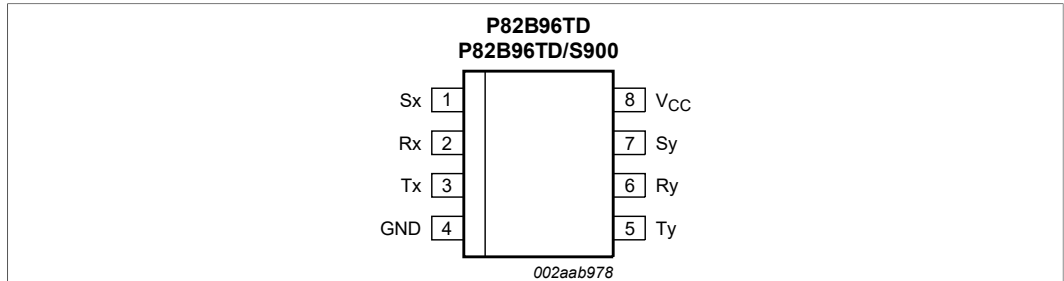 P82B96TD
P82B96TD/S900
Sx 1 8 VCC
Rx 2 7 Sy
Tx 3 6 Ry
GND 4 5 Ty
002aab978